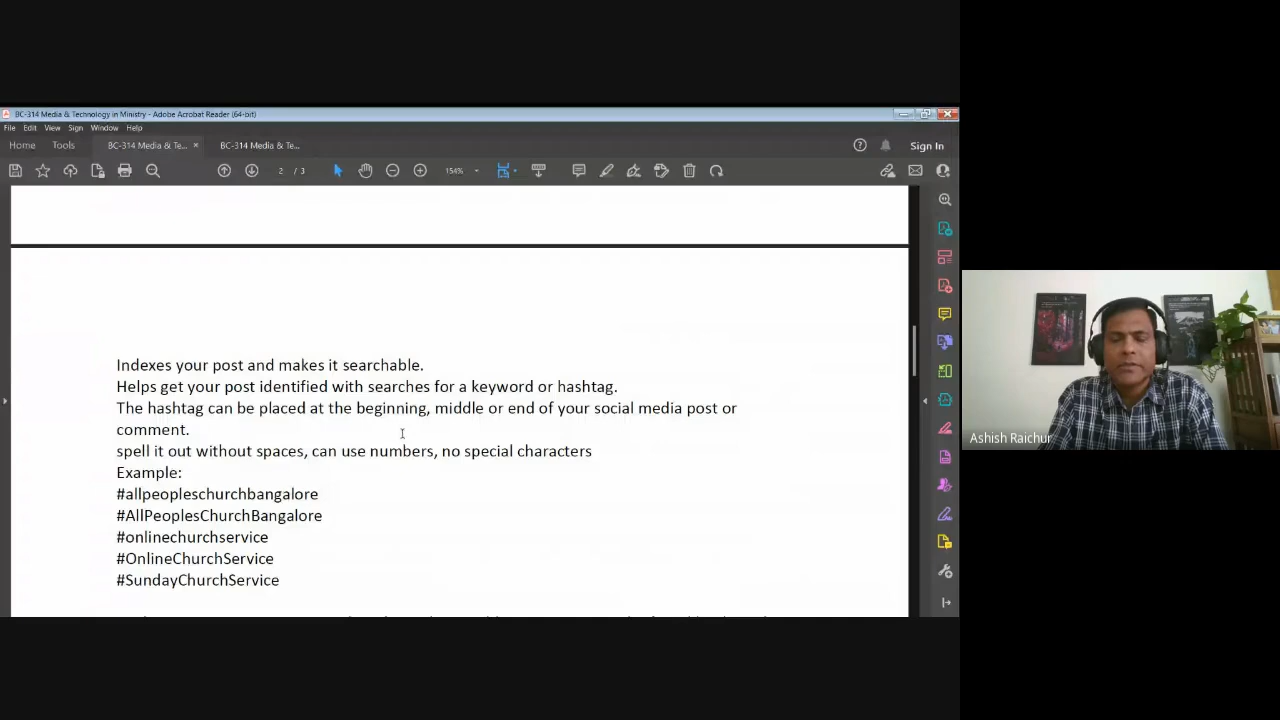 BC-314 Media & Technology in Ministry - Adobe Acrobat Reader (64-bit)
File Edit View Sign Window Help
Home Tools BC-314 Media & Te... × BC-314 Media & Te... Sign In
2 / 3 154%
Indexes your post and makes it searchable.
Helps get your post identified with searches for a keyword or hashtag.
The hashtag can be placed at the beginning, middle or end of your social media post or
comment.
spell it out without spaces, can use numbers, no special characters
Example:
#allpeopleschurchbangalore
#AllPeoplesChurchBangalore
#onlinechurchservice
#OnlineChurchService
#SundayChurchService
Ashish Raichur